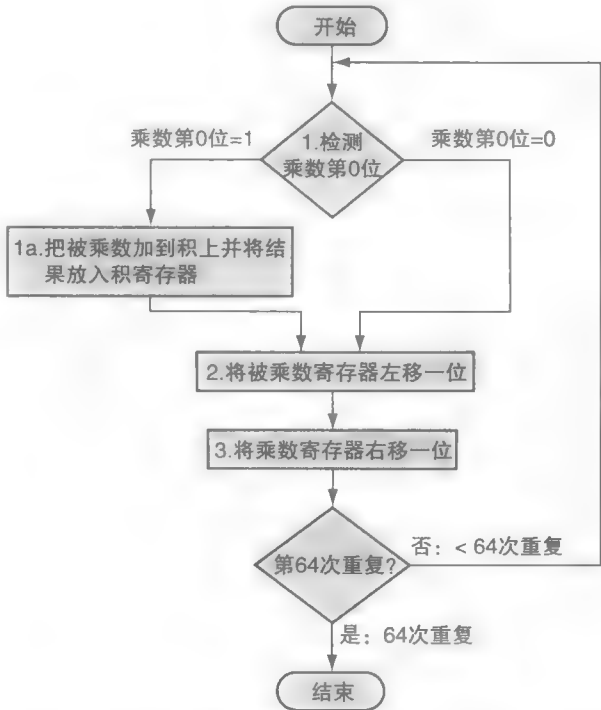 开始
乘数第0位=1
1.检测
乘数第0位
乘数第0位=0
1a.把被乘数加到积上并将结
果放入积寄存器
2.将被乘数寄存器左移一位
3.将乘数寄存器右移一位
第64次重复?
否：< 64次重复
是：64次重复
结束